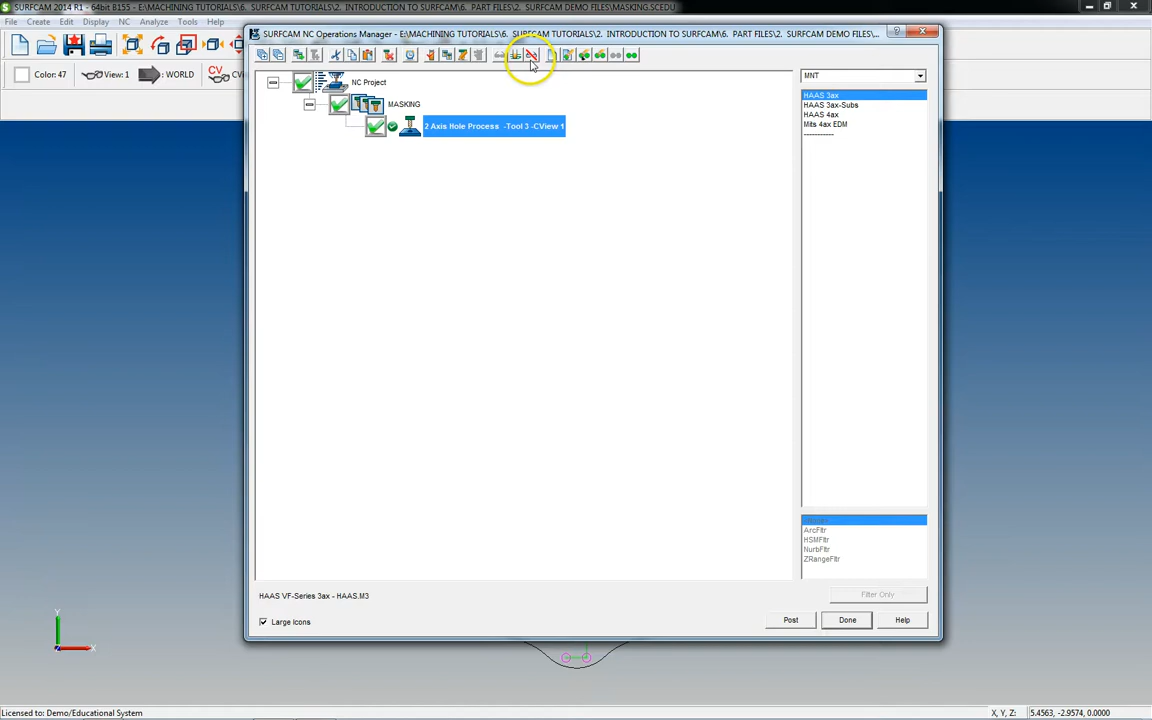 SURFCAM 2014 R1 - 64bit B155 - E:\MACHINING TUTORIALS\6. SURFCAM TUTORIALS\2. INTRODUCTION TO SURFCAM\6. PART FILES\2. SURFCAM DEMO FILES\MASKING.SCEDU
File Create Edit Display NC Analyze Tools Help
SURFCAM NC Operations Manager - E:\MACHINING TUTORIALS\6. SURFCAM TUTORIALS\2. INTRODUCTION TO SURFCAM\6. PART FILES\2. SURFCAM DEMO FILES\...
Color: 47 View: 1 WORLD CV CVie
NC Project
MASKING
2 Axis Hole Process -Tool 3 -CView 1
MNT
HAAS 3ax
HAAS 3ax-Subs
HAAS 4ax
Mits 4ax EDM
-----------
ArcFltr
HSMFltr
NurbFltr
ZRangeFltr
Filter Only
HAAS VF-Series 3ax - HAAS.M3
Large Icons
Post Done Help
Y
X
Licensed to: Demo/Educational System
X, Y, Z: 5.4563, -2.9574, 0.0000